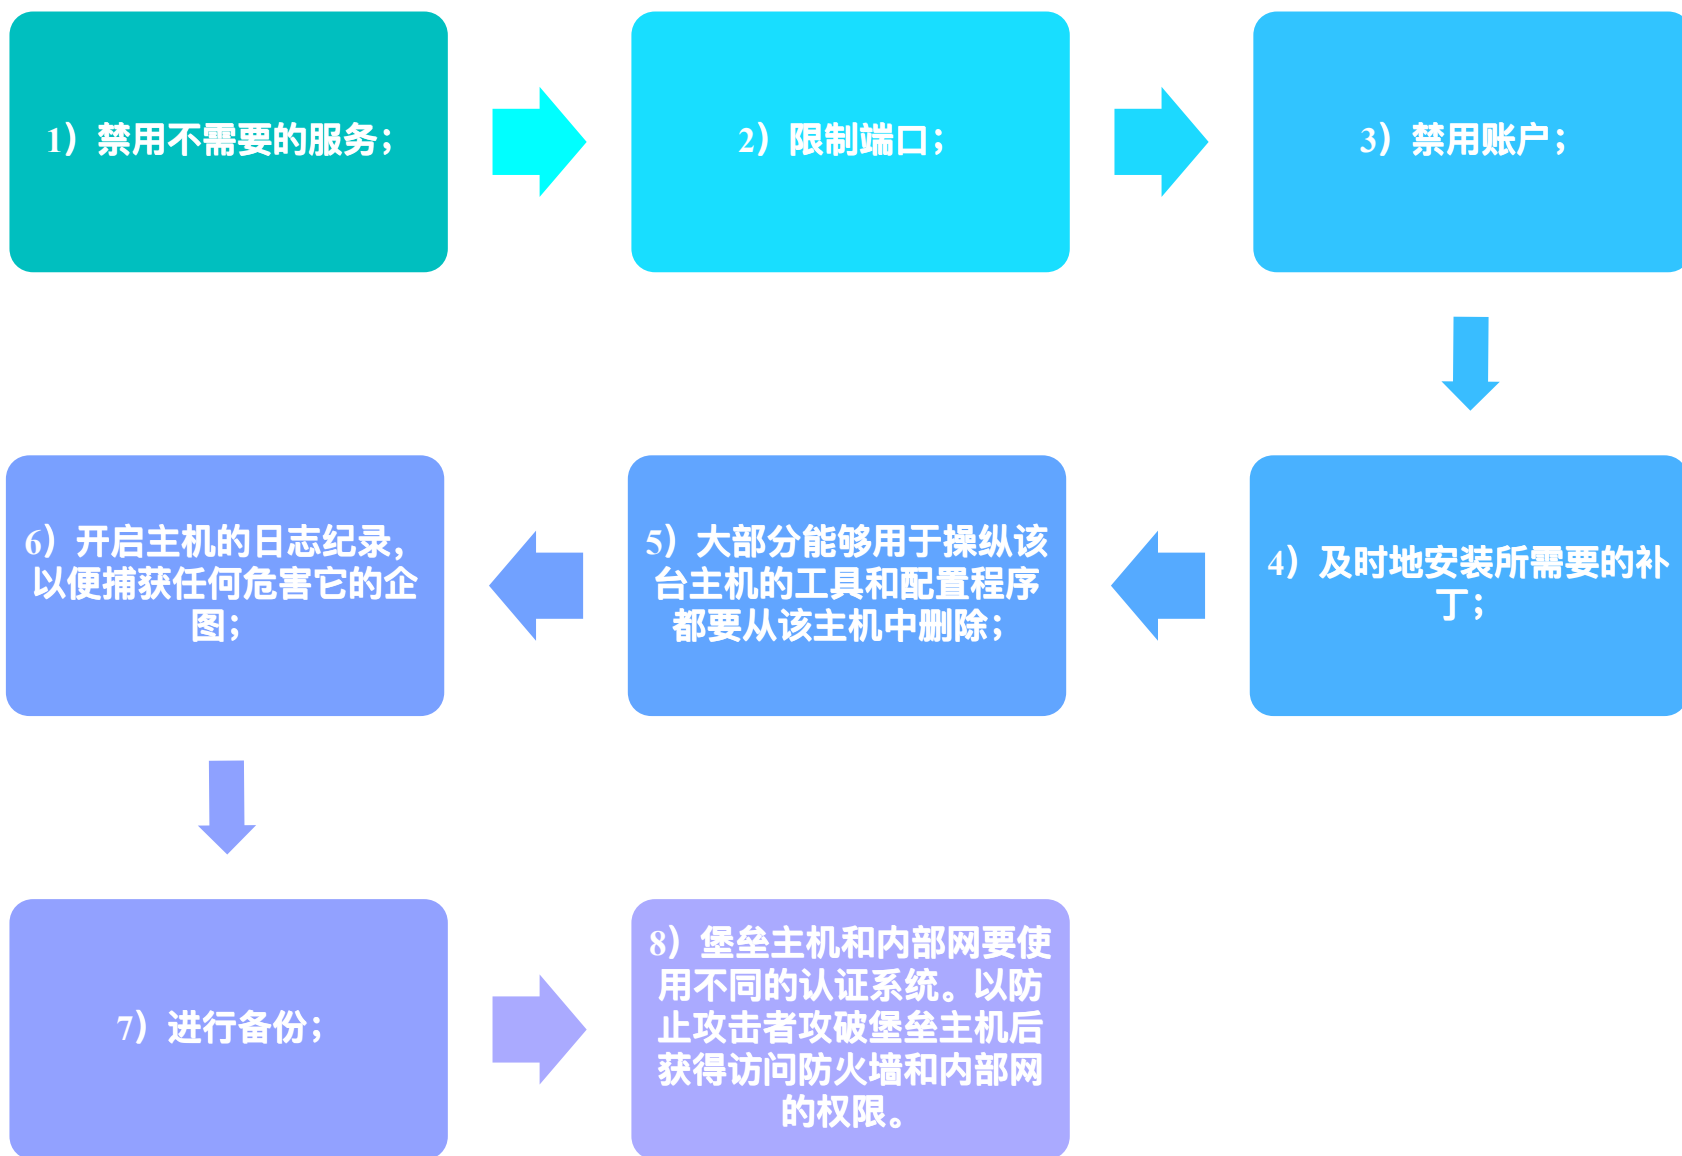 1）禁用不需要的服务；
2）限制端口；
3）禁用账户；
4）及时地安装所需要的补
丁；
5）大部分能够用于操纵该
台主机的工具和配置程序
都要从该主机中删除；
6）开启主机的日志纪录，
以便捕获任何危害它的企
图；
7）进行备份；
8）堡垒主机和内部网要使
用不同的认证系统。以防
止攻击者攻破堡垒主机后
获得访问防火墙和内部网
的权限。